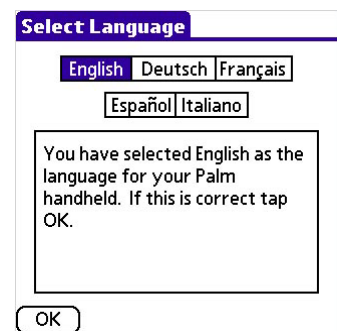 Select Language
English Deutsch Français
Español Italiano
You have selected English as the
language for your Palm
handheld. If this is correct tap
OK.
OK